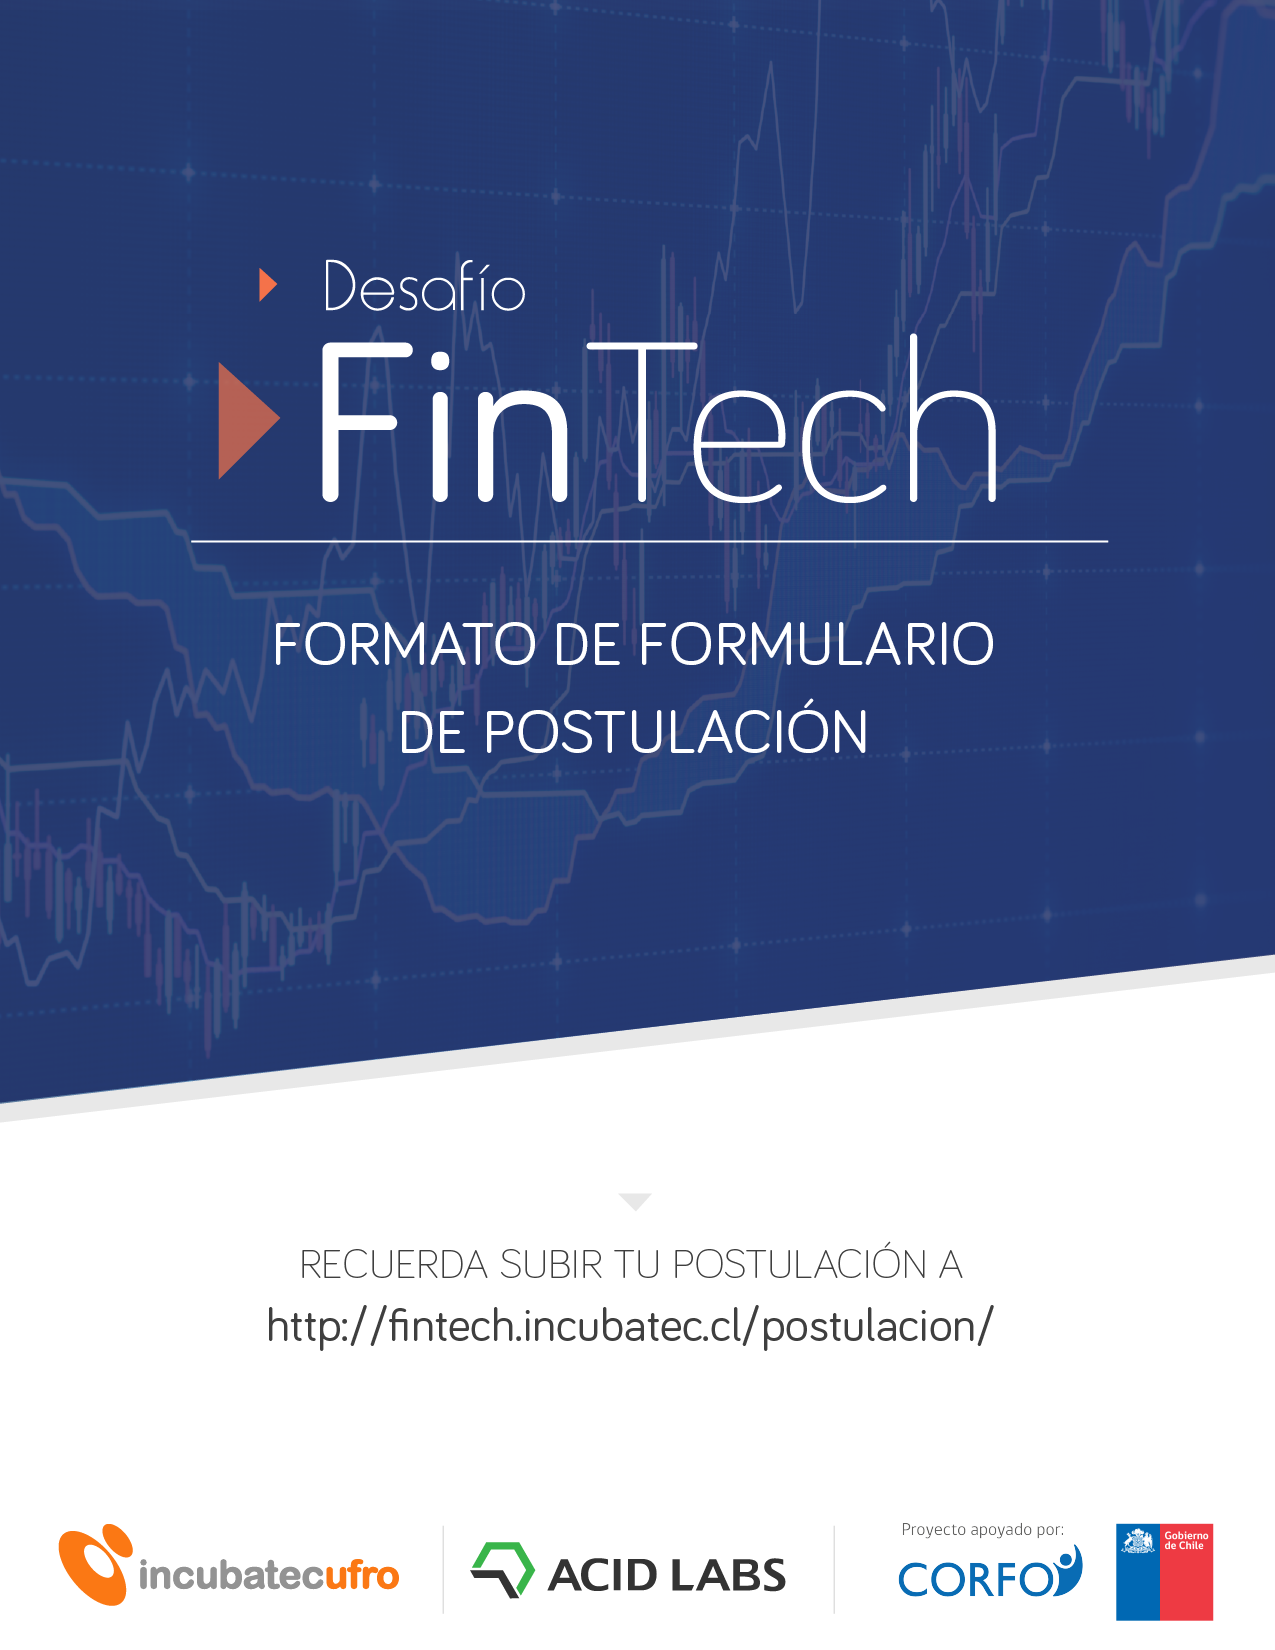 Desafío
FinTech
FORMATO DE FORMULARIO
DE POSTULACIÓN
RECUERDA SUBIR TU POSTULACIÓN A
http://fintech.incubatec.cl/postulacion/
incubatecufro
ACID LABS
Proyecto apoyado por:
CORFO
Gobierno
de Chile